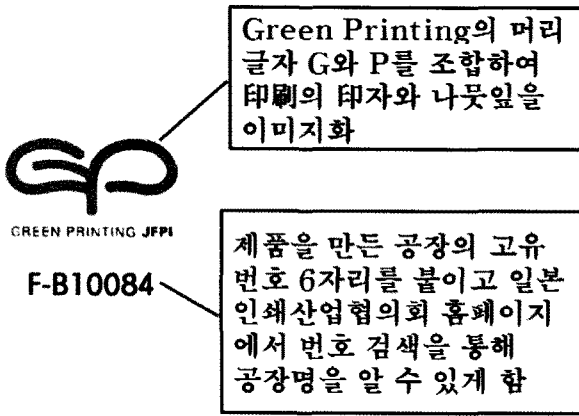 Green Printing의 머리
글자 G와 P를 조합하여
印刷의 印자와 나뭇잎을
이미지화
GREEN PRINTING JFPI
F-B10084
제품을 만든 공장의 고유
번호 6자리를 붙이고 일본
인쇄산업협의회 홈페이지
에서 번호 검색을 통해
공장명을 알 수 있게 함